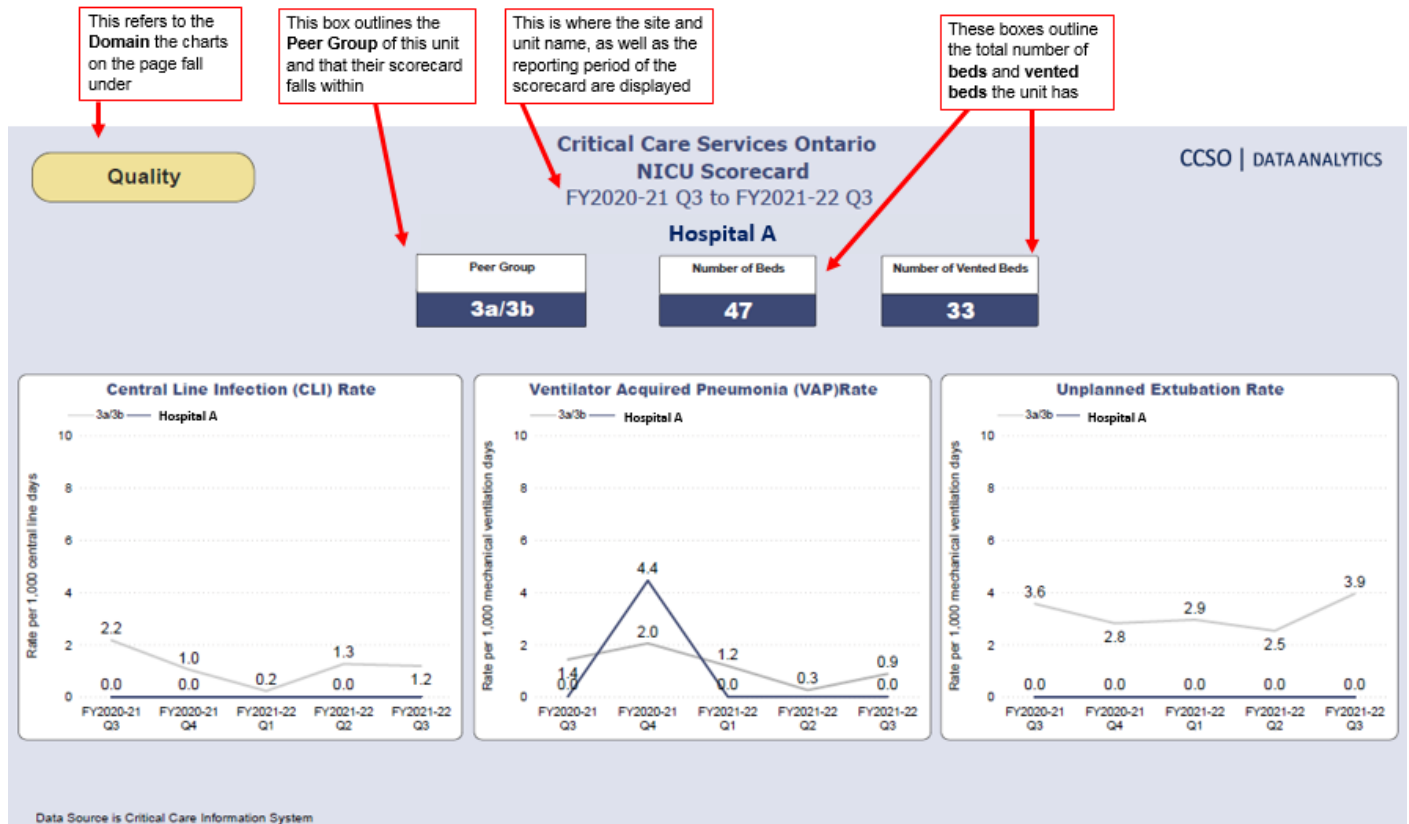 This refers to the
Domain the charts
on the page fall
under
This box outlines the
Peer Group of this unit
and that their scorecard
falls within
This is where the site and
unit name, as well as the
reporting period of the
scorecard are displayed
These boxes outline
the total number of
beds and vented
beds the unit has
Quality
Critical Care Services Ontario
NICU Scorecard
FY2020-21 Q3 to FY2021-22 Q3
Hospital A
CCSO | DATA ANALYTICS
Peer Group
3a/3b
Number of Beds
47
Number of Vented Beds
33
Central Line Infection (CLI) Rate
3a/3b Hospital A
Rate per 1,000 central line days
10
8
6
4
2
0
2.2
1.0
0.2
1.3
1.2
0.0
0.0
0.0
FY2020-21
Q3
FY2020-21
Q4
FY2021-22
Q1
FY2021-22
Q2
FY2021-22
Q3
Ventilator Acquired Pneumonia (VAP)Rate
3a/3b Hospital A
Rate per 1,000 mechanical ventilation days
10
8
6
4
2
0
4.4
2.0
1.4
1.2
0.3
0.9
0.0
0.0
0.0
FY2020-21
Q3
FY2020-21
Q4
FY2021-22
Q1
FY2021-22
Q2
FY2021-22
Q3
Unplanned Extubation Rate
3a/3b Hospital A
Rate per 1,000 mechanical ventilation days
10
8
6
4
2
0
3.6
2.8
2.9
2.5
3.9
0.0
0.0
0.0
0.0
0.0
FY2020-21
Q3
FY2020-21
Q4
FY2021-22
Q1
FY2021-22
Q2
FY2021-22
Q3
Data Source is Critical Care Information System